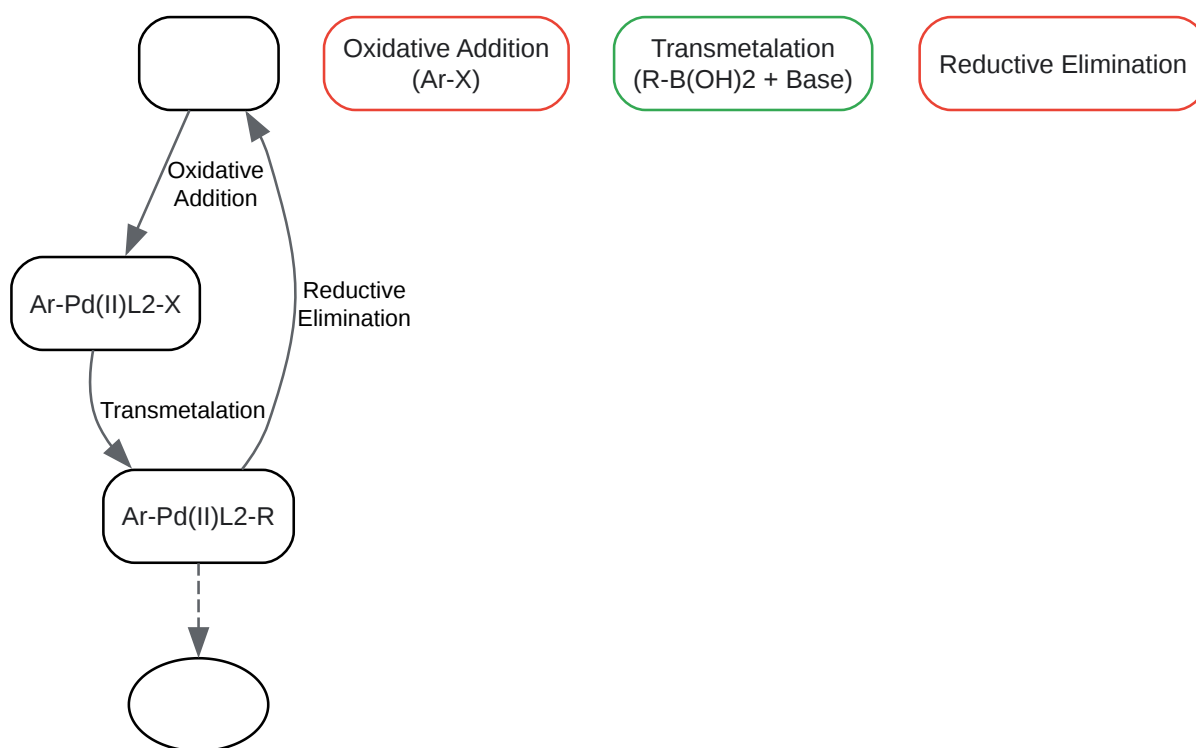 Oxidative Addition
(Ar-X)
Transmetalation
(R-B(OH)2 + Base)
Reductive Elimination
Oxidative
Addition
Ar-Pd(II)L2-X
Reductive
Elimination
Transmetalation
Ar-Pd(II)L2-R